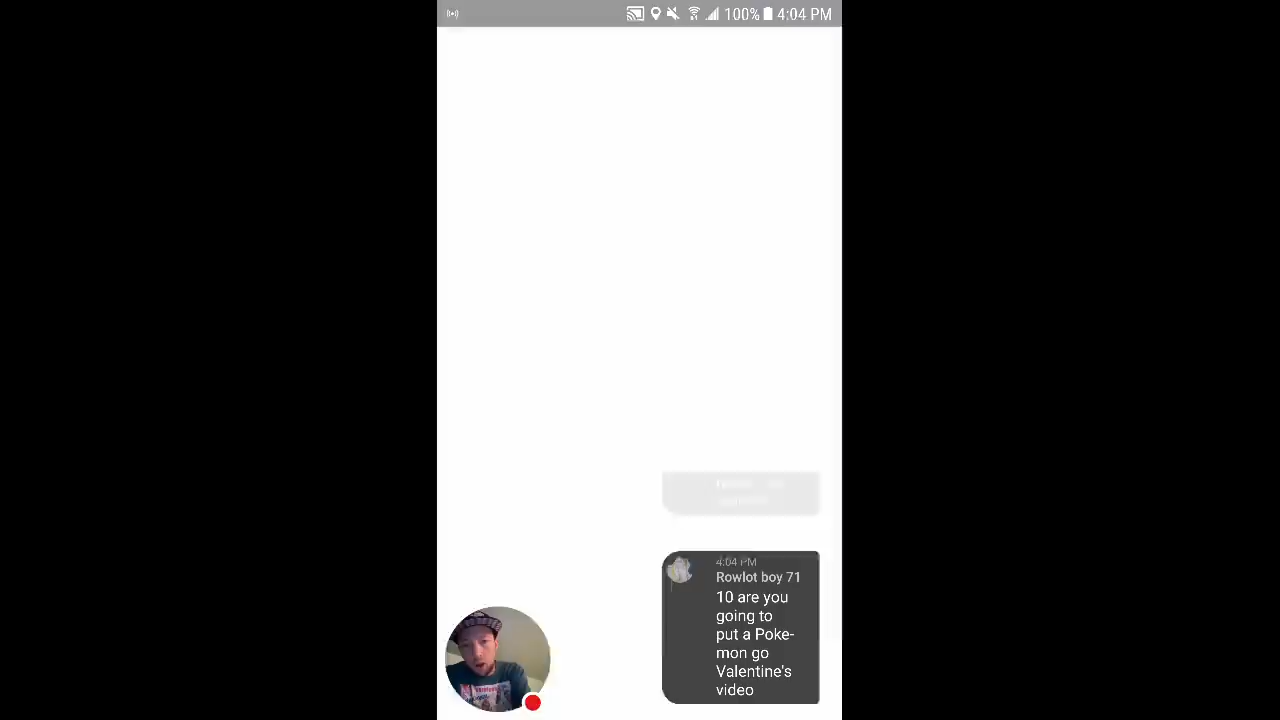 100% 4:04 PM
4:04 PM
Rowlot boy 71
10 are you
going to
put a Poke-
mon go
Valentine's
video